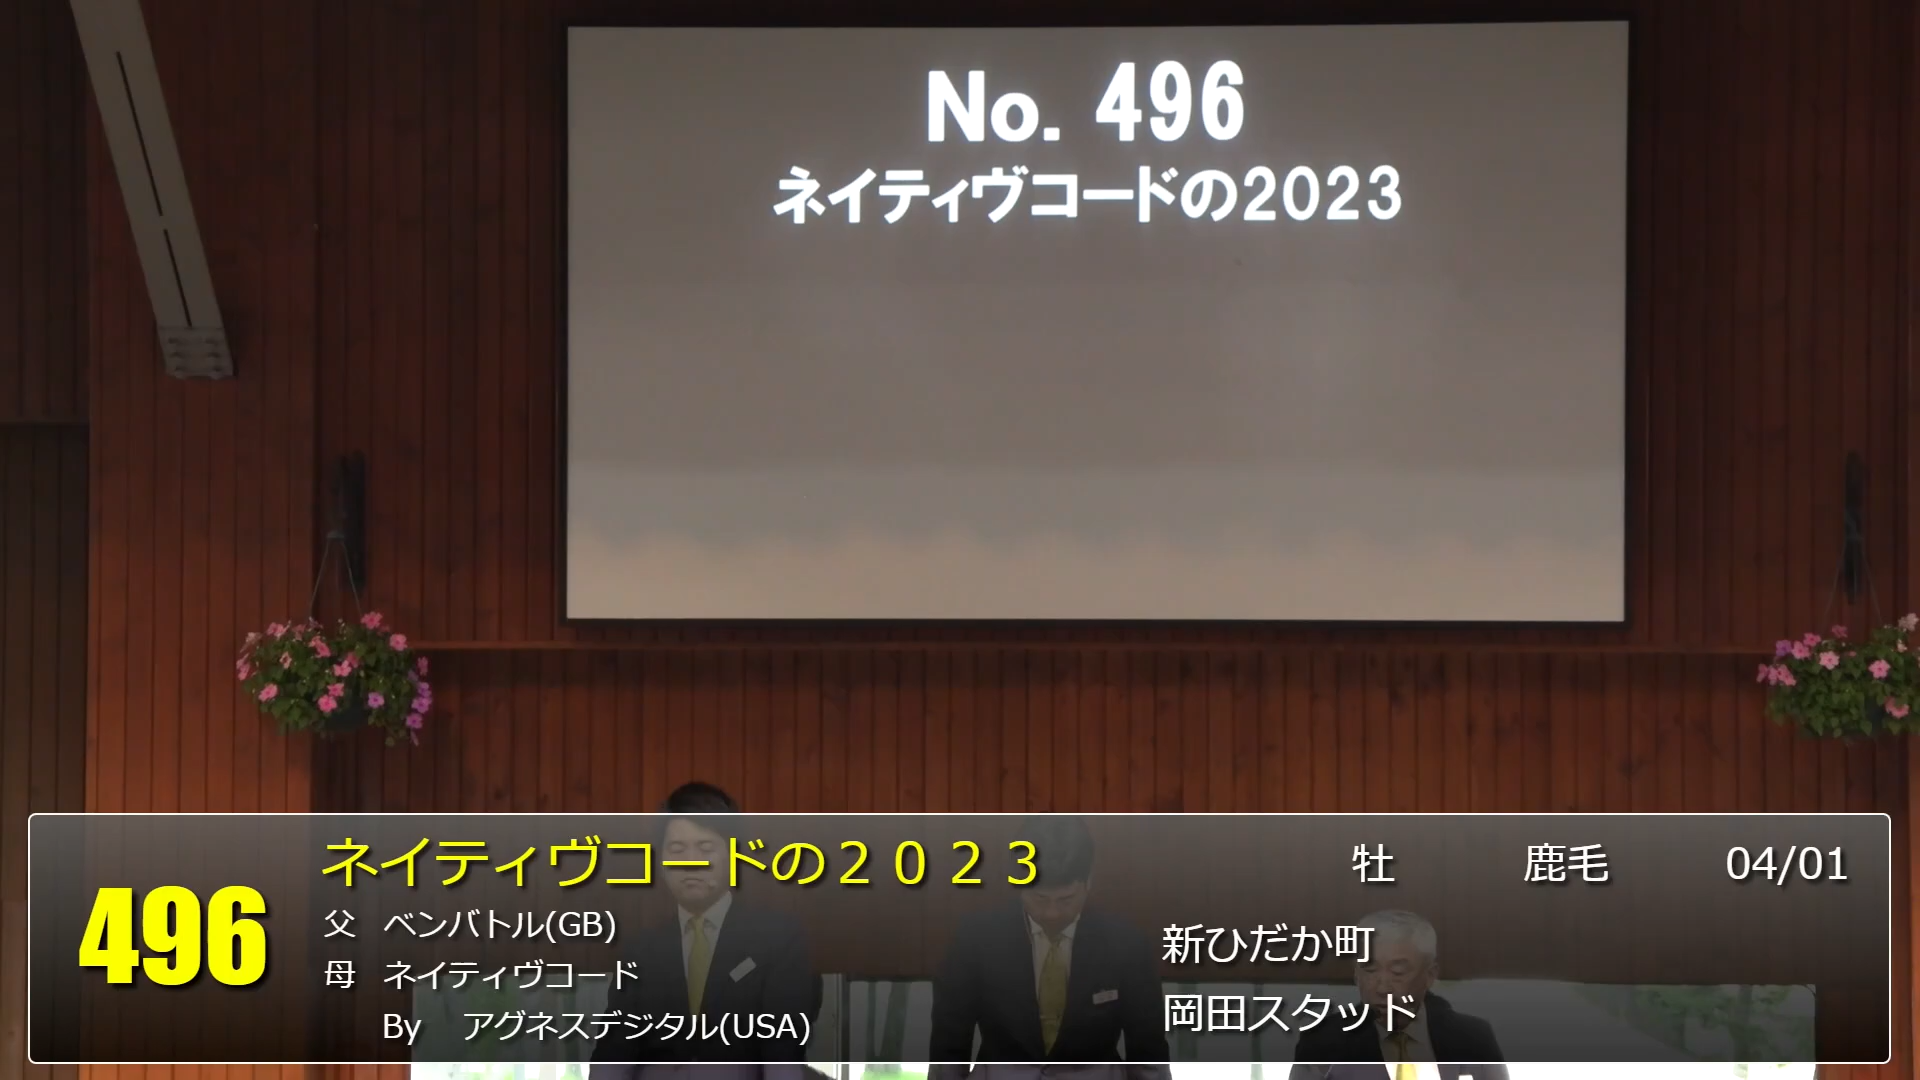 No. 496
ネイティヴコードの2023
496
ネイティヴコードの２０２３
牡 鹿毛 04/01
父 ベンバトル(GB)
母 ネイティヴコード
By アグネスデジタル(USA)
新ひだか町
岡田スタッド